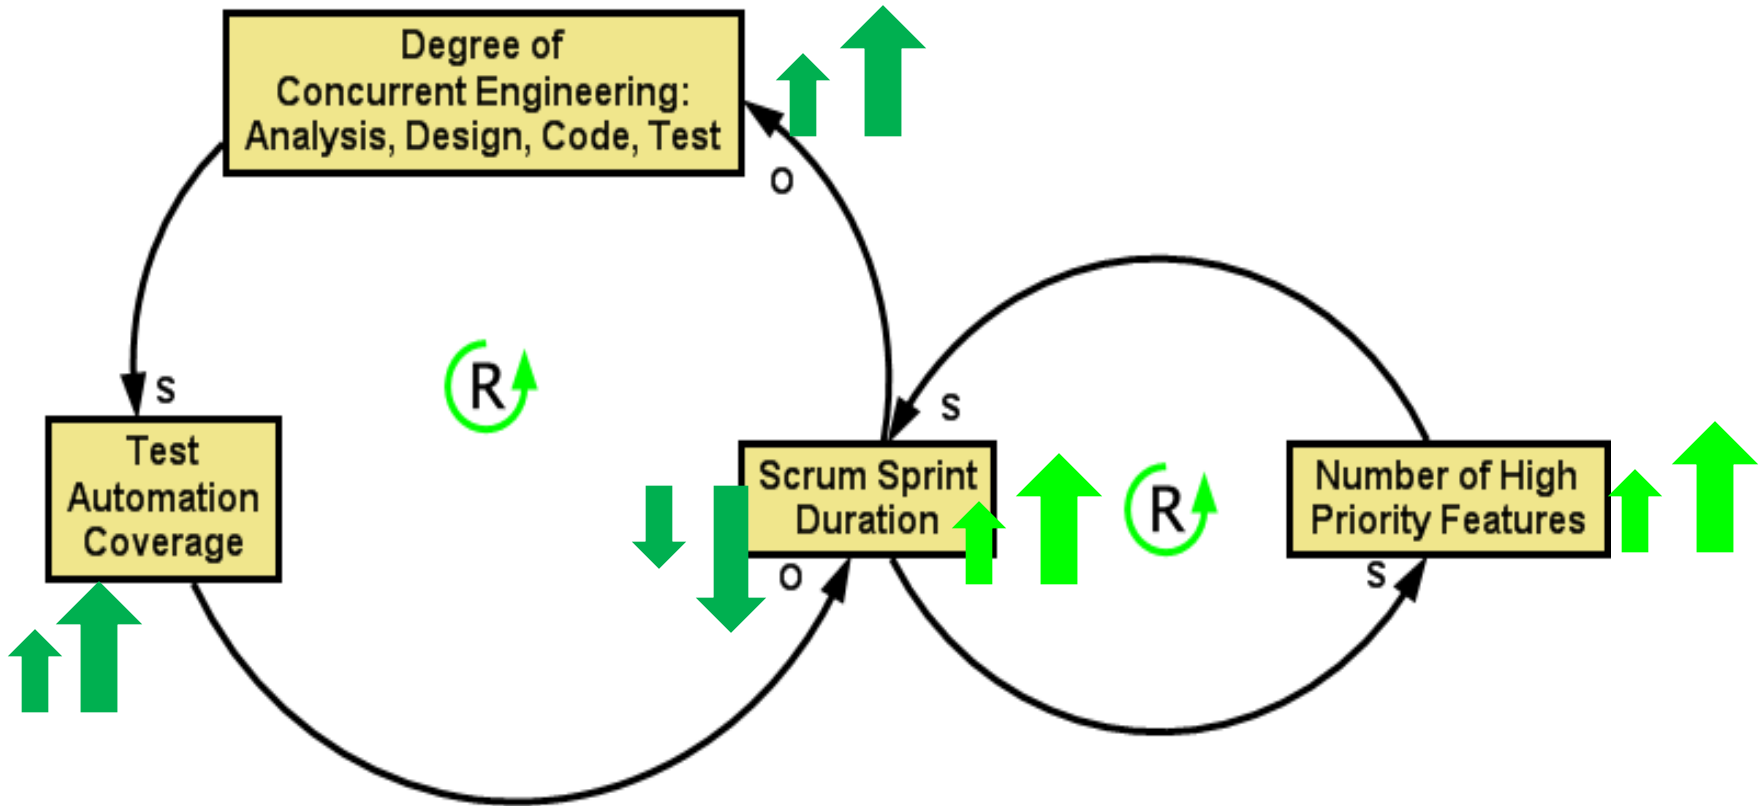 Degree of
Concurrent Engineering:
Analysis, Design, Code, Test
O
S
R
Test
Automation
Coverage
S
Scrum Sprint
Duration
O
R
Number of High
Priority Features
S